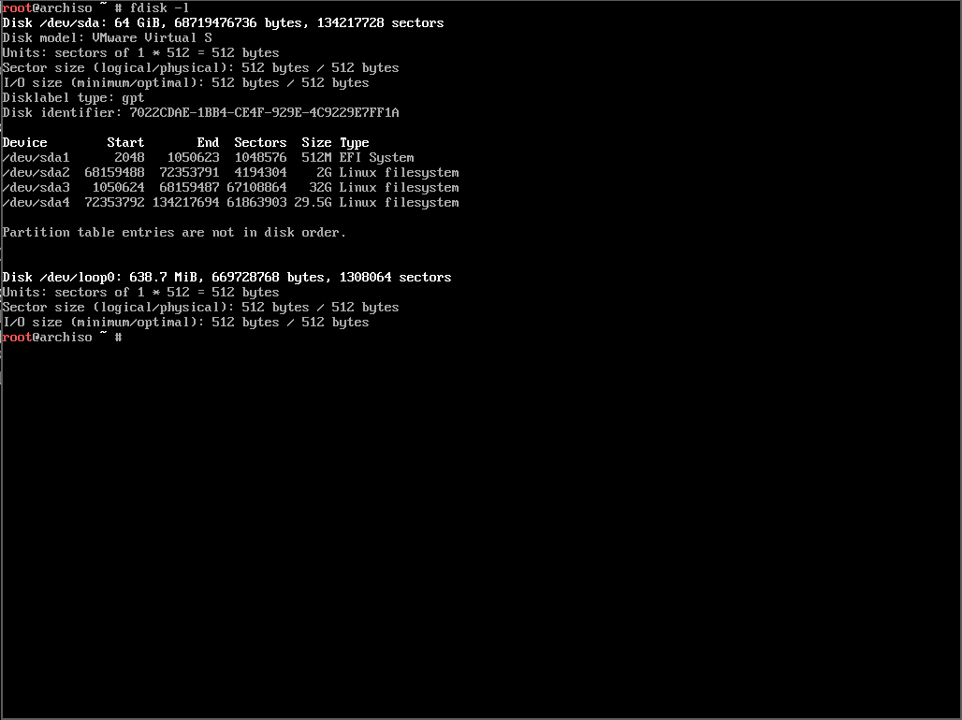 root@archiso ~ # fdisk -l
Disk /dev/sda: 64 GiB, 68719476736 bytes, 134217728 sectors
Disk model: VMware Virtual S
Units: sectors of 1 * 512 = 512 bytes
Sector size (logical/physical): 512 bytes / 512 bytes
I/O size (minimum/optimal): 512 bytes / 512 bytes
Disklabel type: gpt
Disk identifier: 7022CDAE-1BB4-CE4F-929E-4C9229E7FF1A
Device Start End Sectors Size Type
/dev/sda1 2048 1050623 1048576 512M EFI System
/dev/sda2 68159488 72353791 4194304 2G Linux filesystem
/dev/sda3 1050624 68159487 67108864 32G Linux filesystem
/dev/sda4 72353792 134217694 61863903 29.5G Linux filesystem
Partition table entries are not in disk order.
Disk /dev/loop0: 638.7 MiB, 669728768 bytes, 1308064 sectors
Units: sectors of 1 * 512 = 512 bytes
Sector size (logical/physical): 512 bytes / 512 bytes
I/O size (minimum/optimal): 512 bytes / 512 bytes
root@archiso ~ #